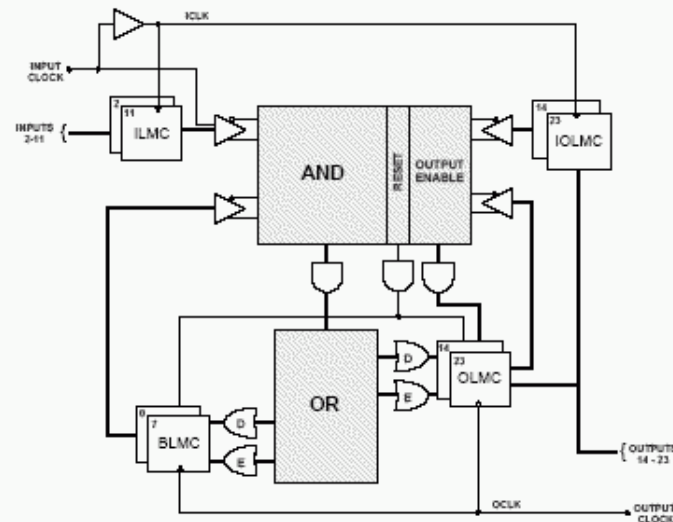 ICLK
INPUT
CLOCK
INPUTS
2-11
2
11
ILMC
AND
RESET
OUTPUT
ENABLE
14
23
IOLMC
OR
D
E
14
23
OLMC
0
7
BLMC
D
E
OUTPUTS
14 - 23
OCLK
OUTPUT
CLOCK